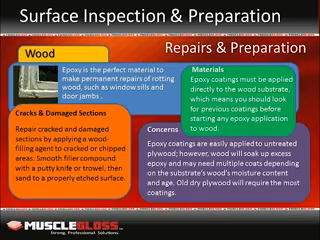 Surface Inspection & Preparation
Repairs & Preparation
Wood
Epoxy is the perfect material to
make permanent repairs of rotting
wood, such as window sills and
door jambs .
Materials
Epoxy coatings must be applied
directly to the wood substrate,
which means you should look
for previous coatings before
starting any epoxy application
to wood.
Cracks & Damaged Sections
Repair cracked and damaged
sections by applying a wood-
filling agent to cracked or chipped
areas. Smooth filler compound
with a putty knife or trowel, then
sand to a properly etched surface.
Concerns
Epoxy coatings are easily applied to untreated
plywood; however, wood will soak up excess
epoxy and may need multiple coats depending
on the substrate's wood's moisture content
and age. Old dry plywood will require the most
coatings.
MUSCLEGLOSS
Strong. Professional. Solutions.